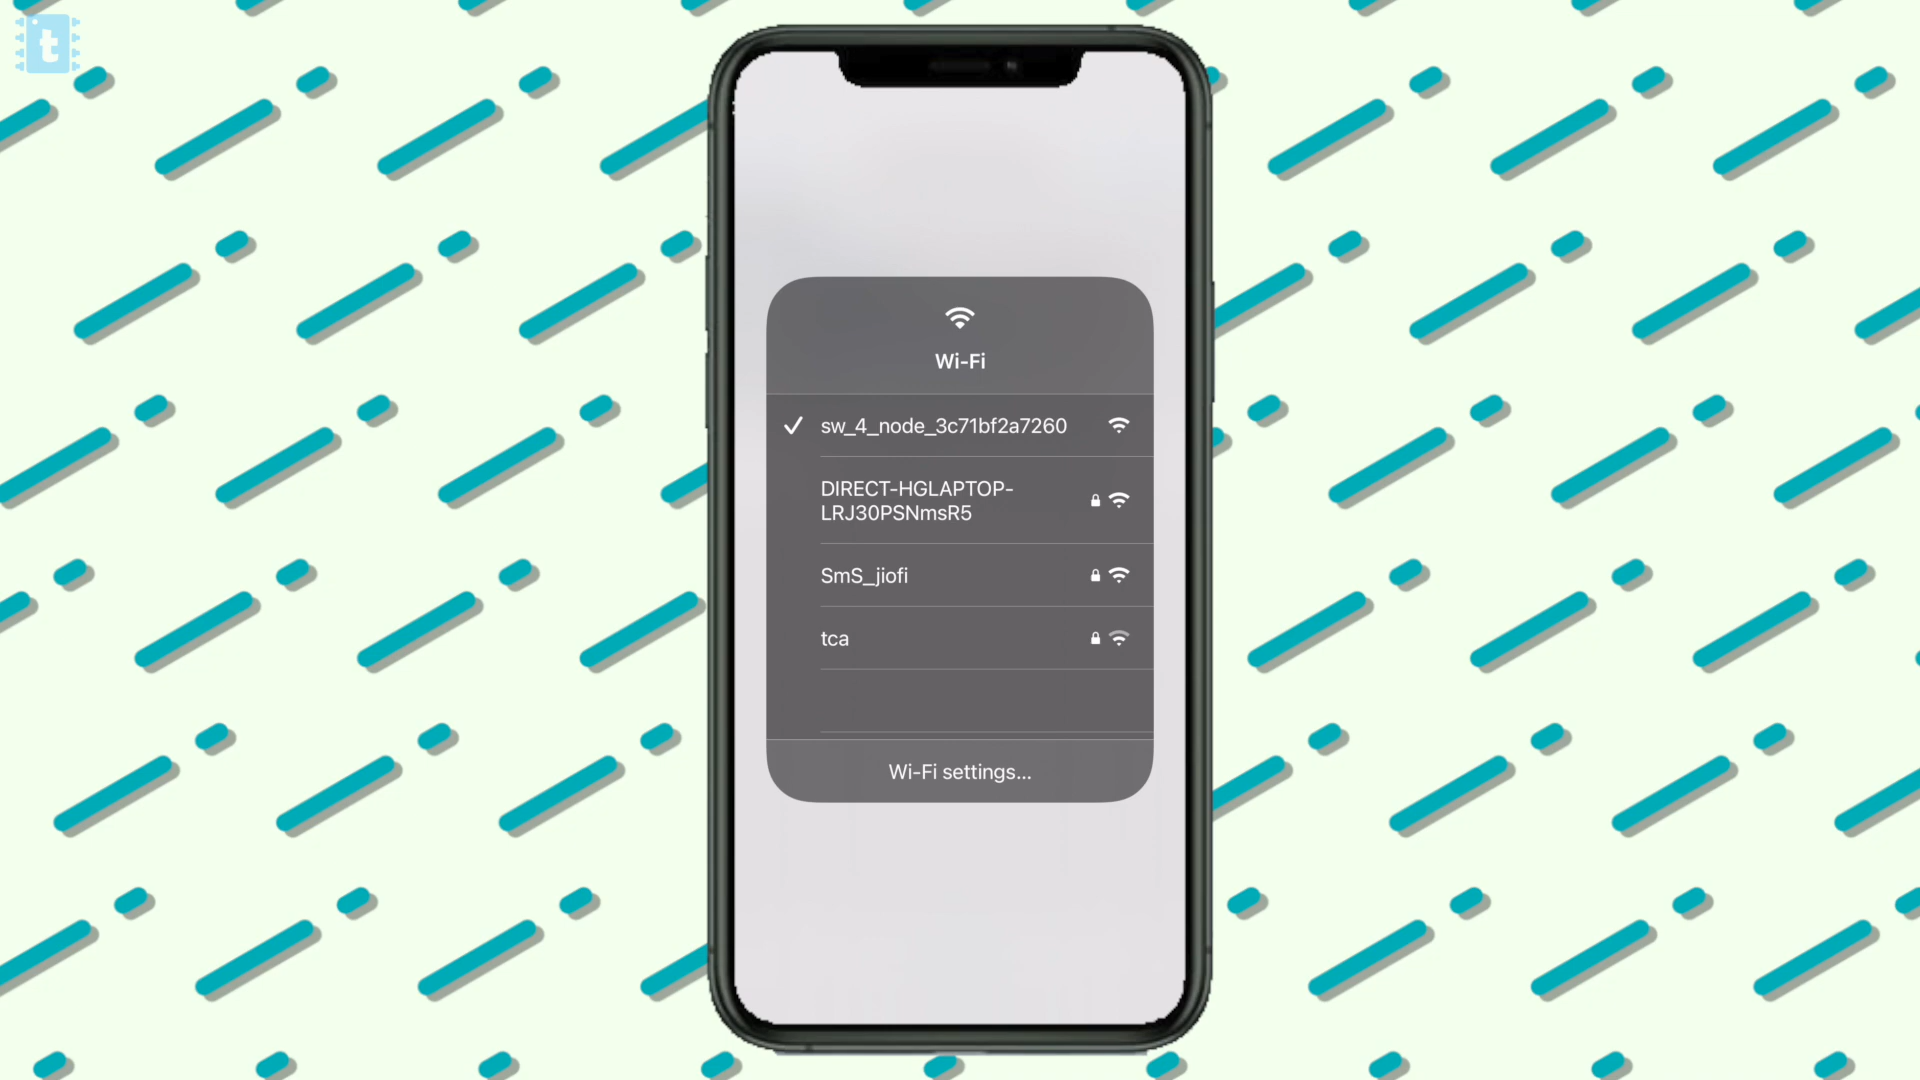 t
Wi-Fi
sw_4_node_3c71bf2a7260
DIRECT-HGLAPTOP-
LRJ30PSNmsR5
SmS_jiofi
tca
Wi-Fi settings...